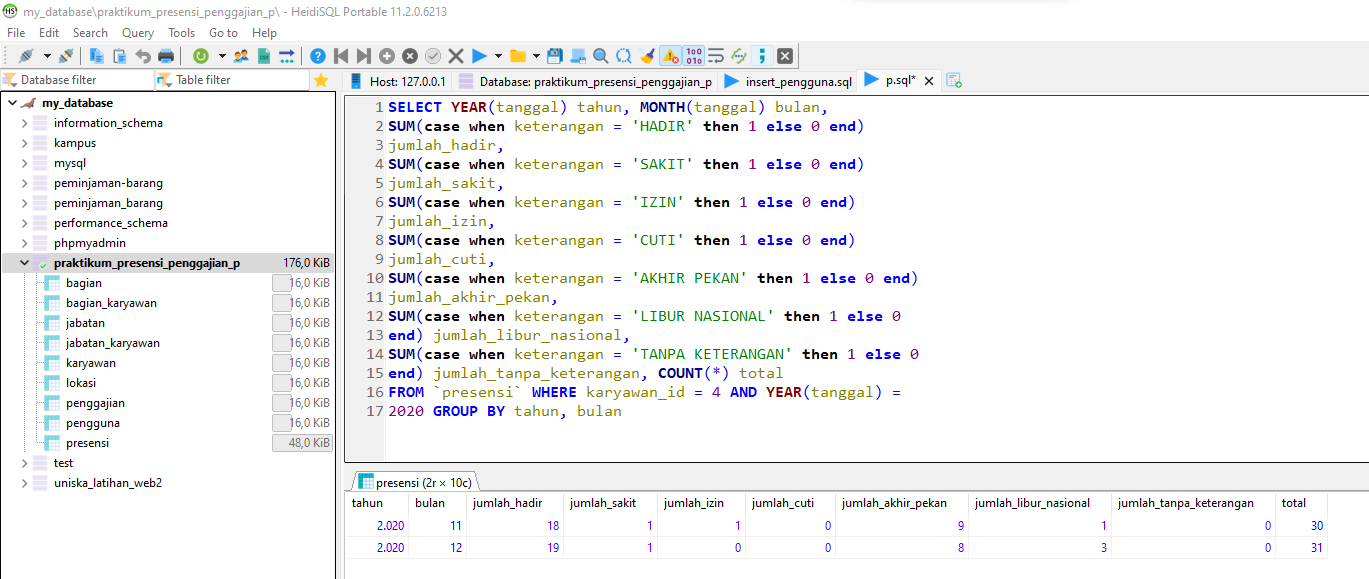 my_database\praktikum_presensi_penggajian_p\ - HeidiSQL Portable 11.2.0.6213
File Edit Search Query Tools Go to Help
Database filter Table filter
Host: 127.0.0.1 Database: praktikum_presensi_penggajian_p insert_pengguna.sql p.sql*
my_database
information_schema
kampus
mysql
peminjaman-barang
peminjaman_barang
performance_schema
phpmyadmin
praktikum_presensi_penggajian_p 176,0 KiB
bagian 16,0 KiB
bagian_karyawan 16,0 KiB
jabatan 16,0 KiB
jabatan_karyawan 16,0 KiB
karyawan 16,0 KiB
lokasi 16,0 KiB
penggajian 16,0 KiB
pengguna 16,0 KiB
presensi 48,0 KiB
test
uniska_latihan_web2
1 SELECT YEAR(tanggal) tahun, MONTH(tanggal) bulan,
2 SUM(case when keterangan = 'HADIR' then 1 else 0 end)
3 jumlah_hadir,
4 SUM(case when keterangan = 'SAKIT' then 1 else 0 end)
5 jumlah_sakit,
6 SUM(case when keterangan = 'IZIN' then 1 else 0 end)
7 jumlah_izin,
8 SUM(case when keterangan = 'CUTI' then 1 else 0 end)
9 jumlah_cuti,
10 SUM(case when keterangan = 'AKHIR PEKAN' then 1 else 0 end)
11 jumlah_akhir_pekan,
12 SUM(case when keterangan = 'LIBUR NASIONAL' then 1 else 0
13 end) jumlah_libur_nasional,
14 SUM(case when keterangan = 'TANPA KETERANGAN' then 1 else 0
15 end) jumlah_tanpa_keterangan, COUNT(*) total
16 FROM `presensi` WHERE karyawan_id = 4 AND YEAR(tanggal) =
17 2020 GROUP BY tahun, bulan
presensi (2r × 10c)
tahun bulan jumlah_hadir jumlah_sakit jumlah_izin jumlah_cuti jumlah_akhir_pekan jumlah_libur_nasional jumlah_tanpa_keterangan total
2.020 11 18 1 1 0 9 1 0 30
2.020 12 19 1 0 0 8 3 0 31